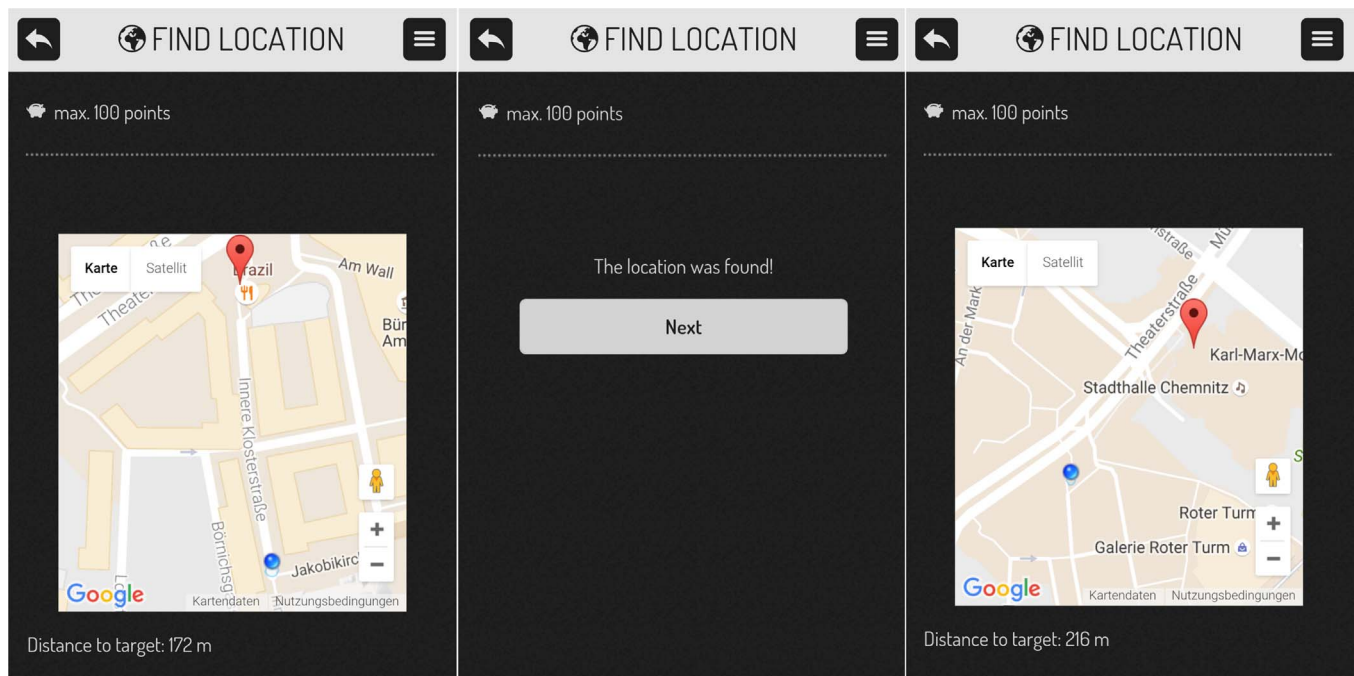 FIND LOCATION
max. 100 points
Karte Satellit
Brazil
Am Wall
Innere Klosterstraße
Jakobikirc
Google
Kartendaten Nutzungsbedingungen
Distance to target: 172 m
FIND LOCATION
max. 100 points
The location was found!
Next
FIND LOCATION
max. 100 points
Karte Satellit
An der Mark
Theaterstraße
Karl-Marx-Mo
Stadthalle Chemnitz
Roter Turm
Galerie Roter Turm
Google
Kartendaten Nutzungsbedingungen
Distance to target: 216 m